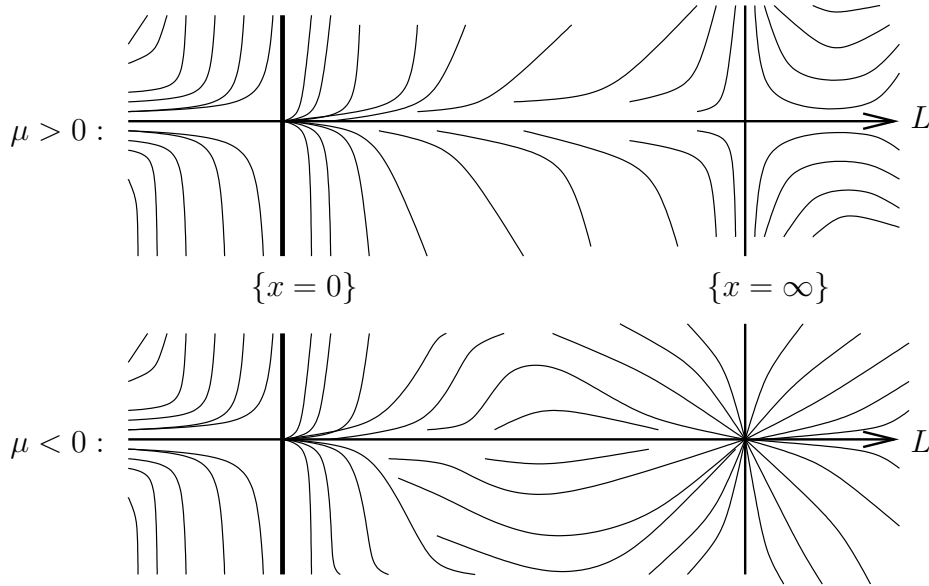 μ > 0 :
L
{x = 0}
{x = ∞}
μ < 0 :
L